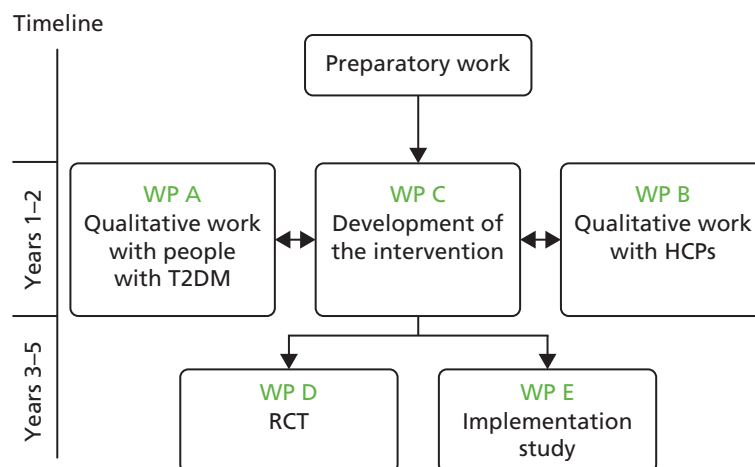 Timeline
Preparatory work
Years 1–2
WP A
Qualitative work
with people
with T2DM
WP C
Development of
the intervention
WP B
Qualitative work
with HCPs
Years 3–5
WP D
RCT
WP E
Implementation
study